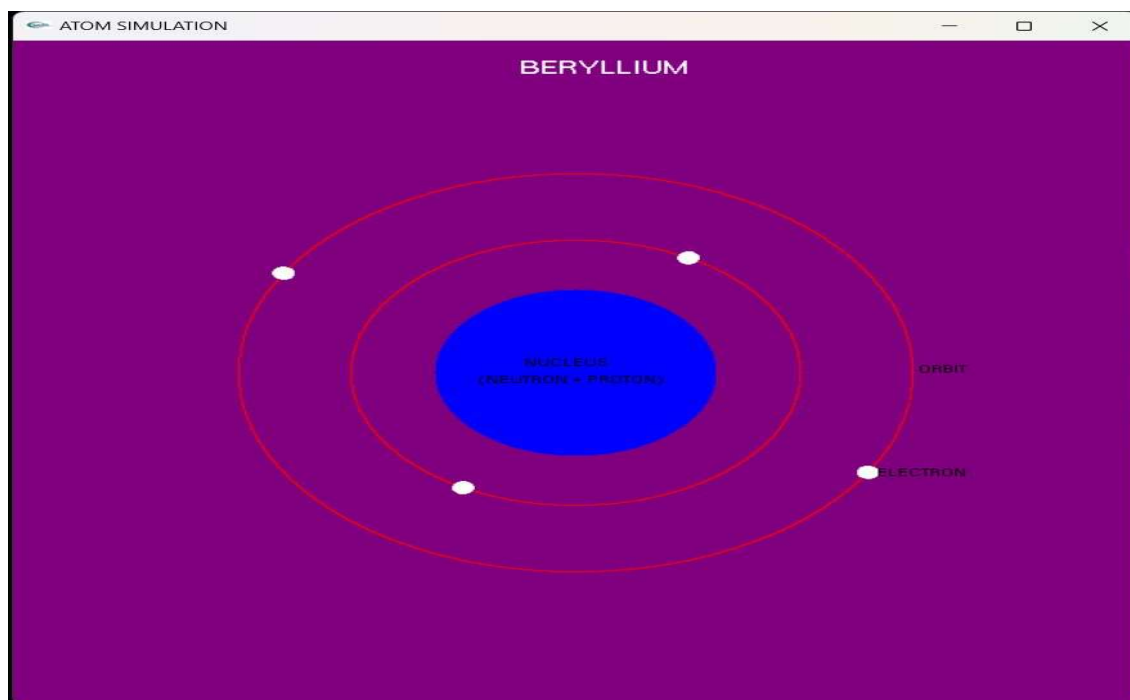 ATOM SIMULATION
BERYLLIUM
NUCLEUS
(NEUTRON + PROTON)
ORBIT
ELECTRON